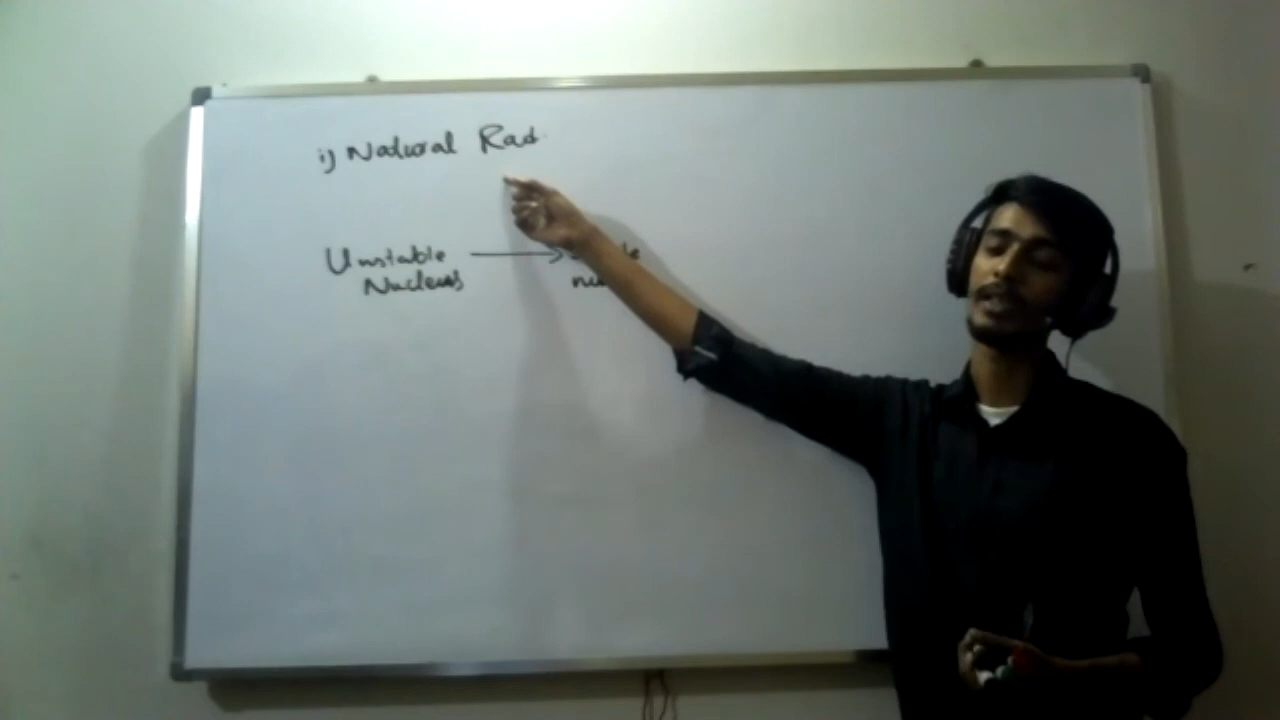 i) Natural Rad.
Unstable →
Nucleus